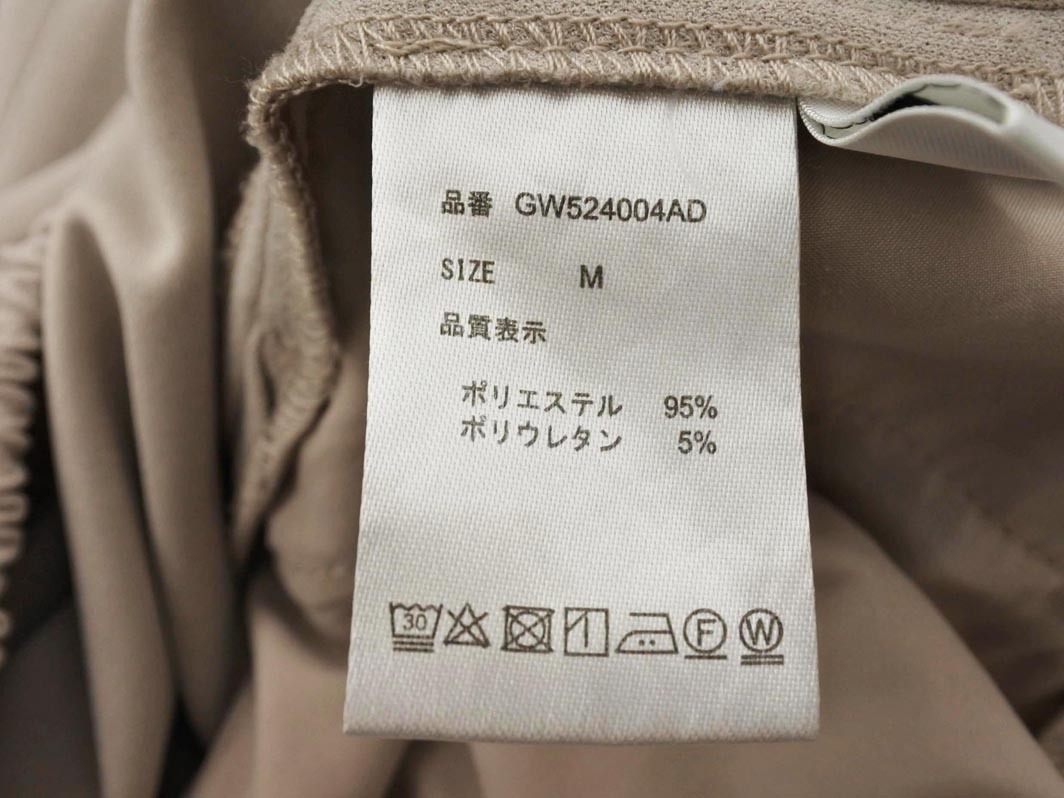 品番 GW524004AD
SIZE M
品質表示
ポリエステル 95%
ポリウレタン 5%
30 F W